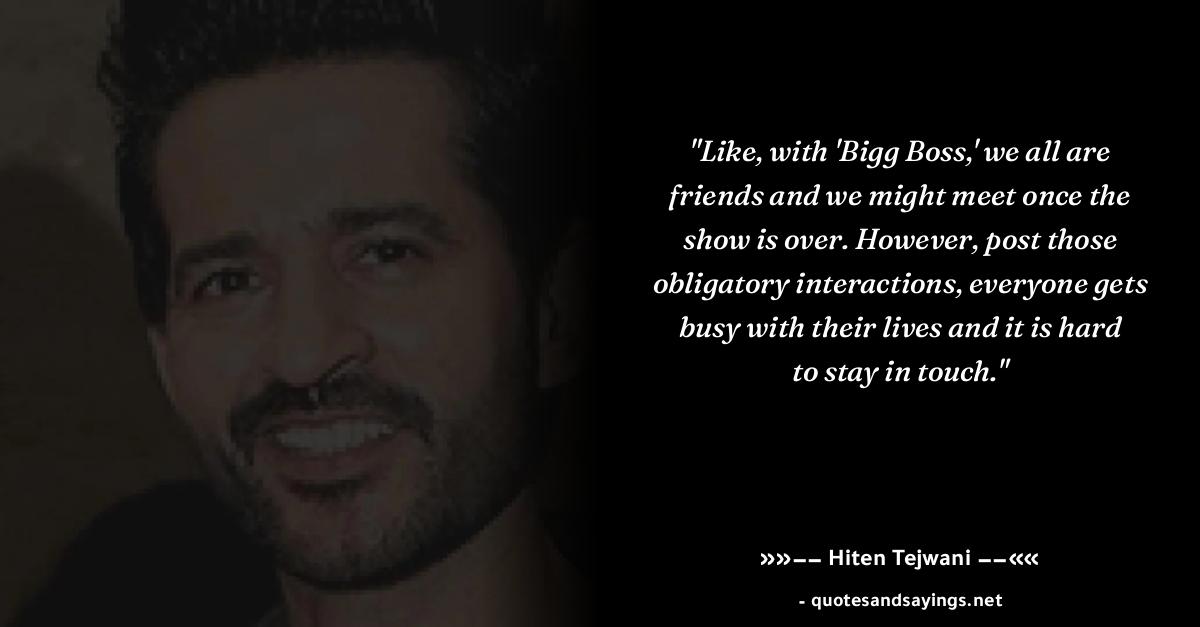 "Like, with 'Bigg Boss,' we all are
friends and we might meet once the
show is over. However, post those
obligatory interactions, everyone gets
busy with their lives and it is hard
to stay in touch."
»»−− Hiten Tejwani −−««
- quotesandsayings.net